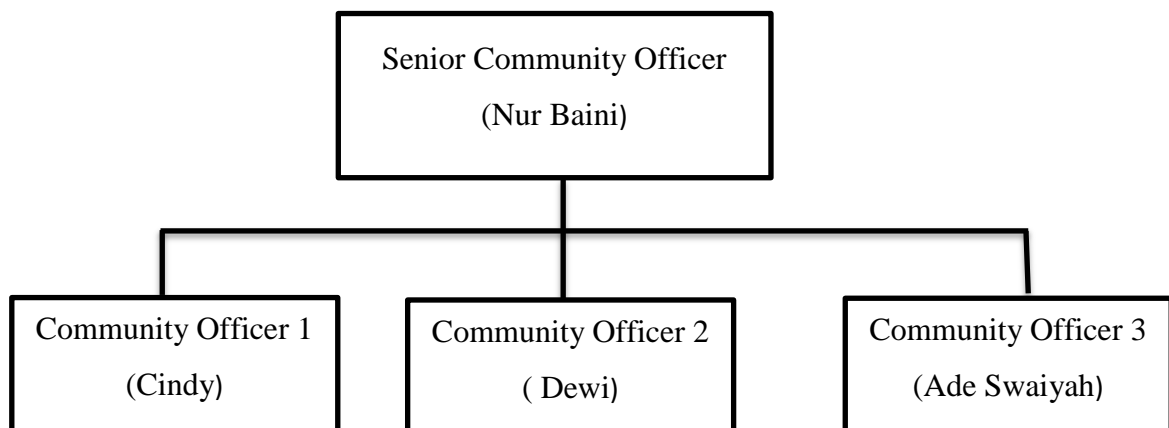 Senior Community Officer
(Nur Baini)
Community Officer 1
(Cindy)
Community Officer 2
( Dewi)
Community Officer 3
(Ade Swaiyah)